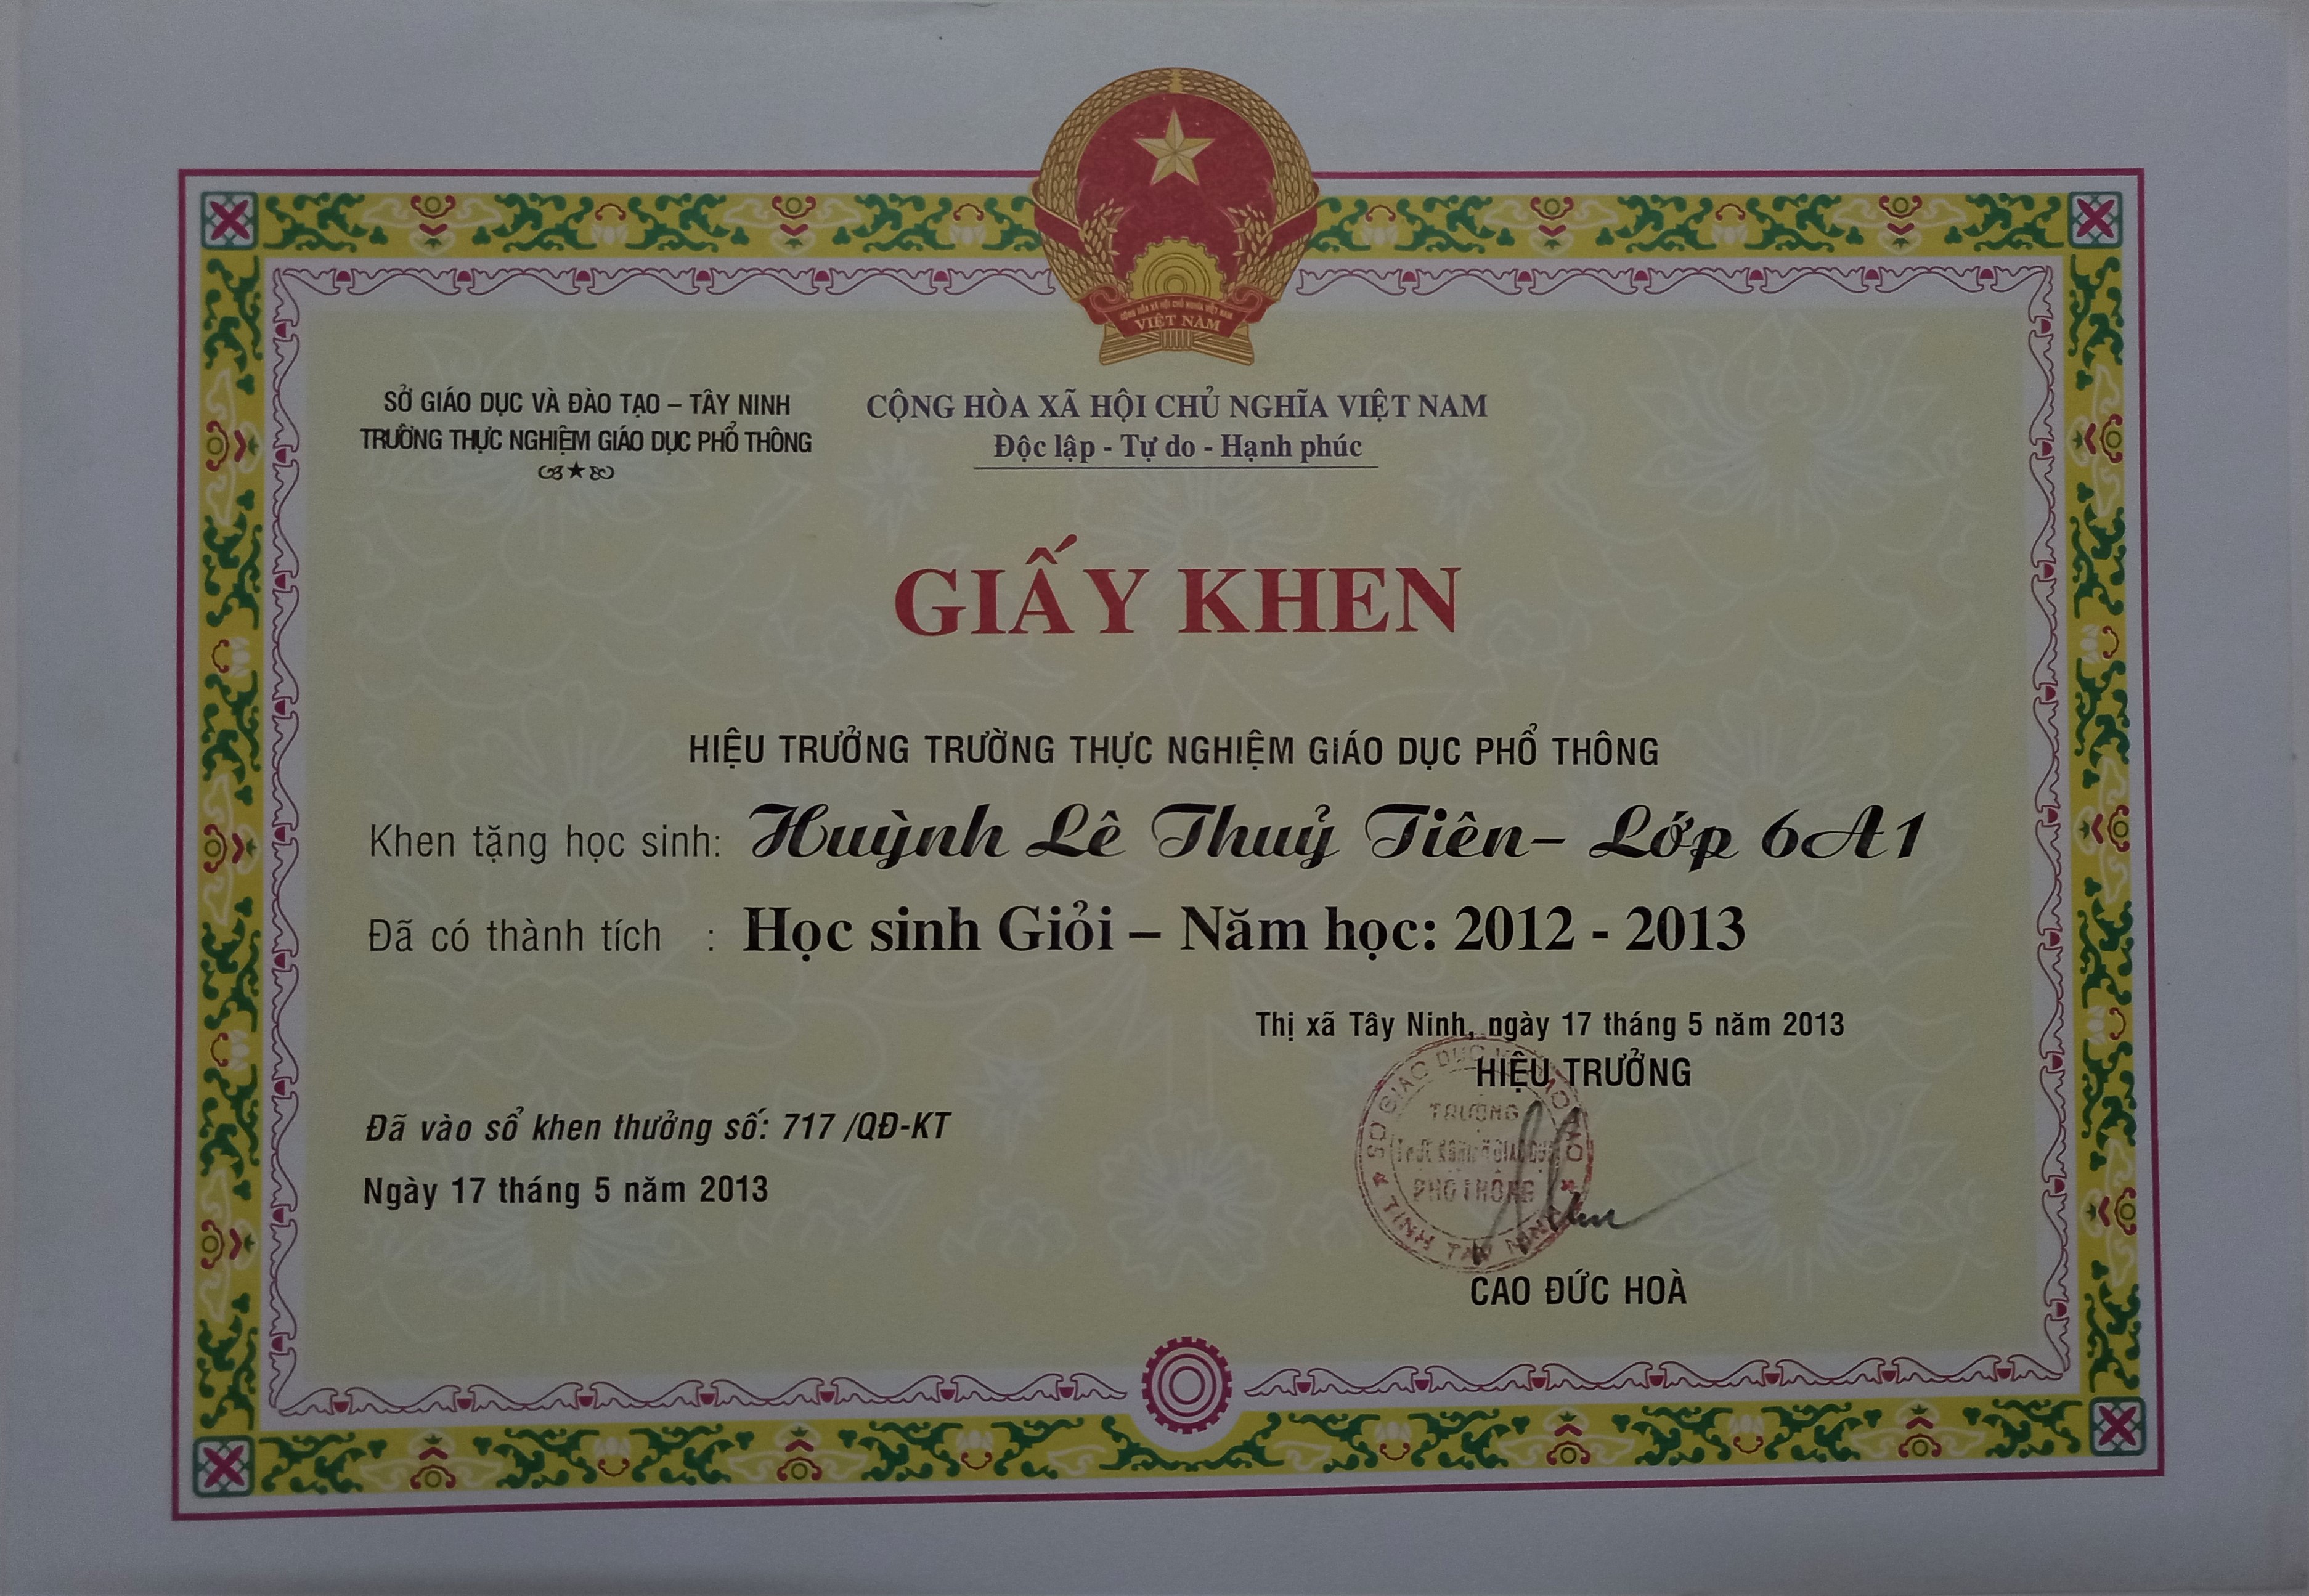 CỘNG HÒA XÃ HỘI CHỦ NGHĨA VIỆT NAM
VIỆT NAM
SỞ GIÁO DỤC VÀ ĐÀO TẠO – TÂY NINH
TRƯỜNG THỰC NGHIỆM GIÁO DỤC PHỔ THÔNG
CỘNG HÒA XÃ HỘI CHỦ NGHĨA VIỆT NAM
Độc lập - Tự do - Hạnh phúc
GIẤY KHEN
HIỆU TRƯỞNG TRƯỜNG THỰC NGHIỆM GIÁO DỤC PHỔ THÔNG
Khen tặng học sinh: Huỳnh Lê Thuỷ Tiên – Lớp 6A1
Đã có thành tích : Học sinh Giỏi – Năm học: 2012 - 2013
Thị xã Tây Ninh, ngày 17 tháng 5 năm 2013
HIỆU TRƯỞNG
SỞ GIÁO DỤC VÀ ĐÀO TẠO
TRƯỜNG
PHỔ THÔNG
TỈNH TÂY NINH
CAO ĐỨC HOÀ
Đã vào sổ khen thưởng số: 717 /QĐ-KT
Ngày 17 tháng 5 năm 2013